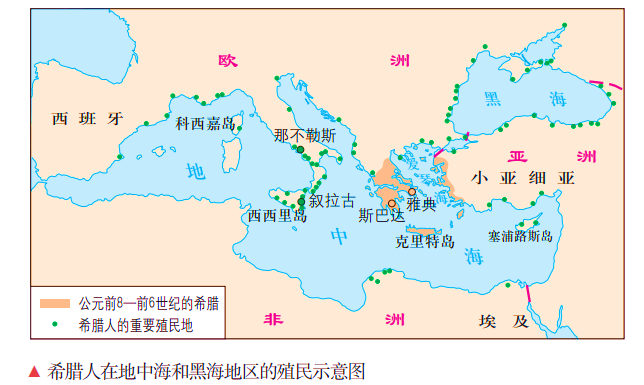 欧 洲
西班牙
科西嘉岛
那不勒斯
黑 海
亚 洲
小亚细亚
地
中
海
爱琴海
叙拉古
西西里岛
斯巴达
雅典
克里特岛
塞浦路斯岛
非 洲
埃及
公元前8—前6世纪的希腊
希腊人的重要殖民地
▲ 希腊人在地中海和黑海地区的殖民示意图